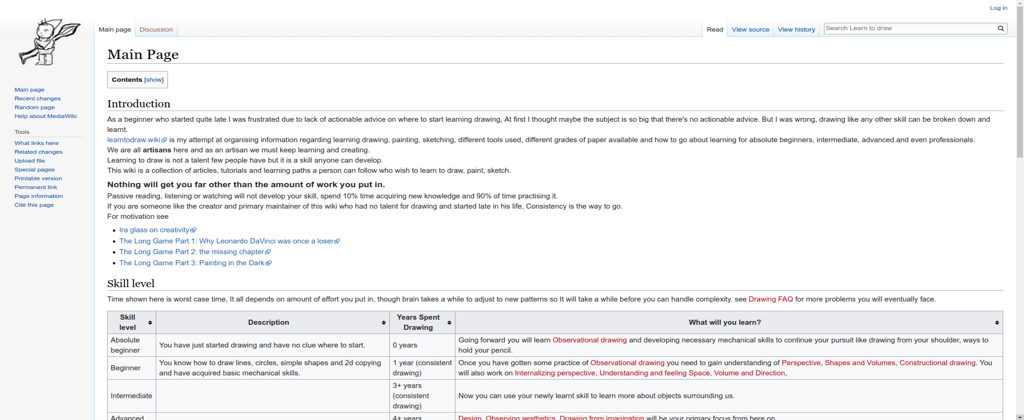 Log in
Main page
Discussion
Read
View source
View history
Search Learn to draw
Main Page
Contents [show]
Main page
Recent changes
Random page
Help about MediaWiki
Tools
What links here
Related changes
Upload file
Special pages
Printable version
Permanent link
Page information
Cite this page
Introduction
As a beginner who started quite late I was frustrated due to lack of actionable advice on where to start learning drawing, At first I thought maybe the subject is so big that there's no actionable advice. But I was wrong, drawing like any other skill can be broken down and
learnt.
learntodraw.wiki is my attempt at organising information regarding learning drawing, painting, sketching, different tools used, different grades of paper available and how to go about learning for absolute beginners, intermediate, advanced and even professionals.
We are all artisans here and as an artisan we must keep learning and creating.
Learning to draw is not a talent few people have but it is a skill anyone can develop.
This wiki is a collection of articles, tutorials and learning paths a person can follow who wish to learn to draw, paint, sketch.
Nothing will get you far other than the amount of work you put in.
Passive reading, listening or watching will not develop your skill, spend 10% time acquiring new knowledge and 90% of time practising it.
If you are someone like the creator and primary maintainer of this wiki who had no talent for drawing and started late in his life, Consistency is the way to go.
For motivation see
Ira glass on creativity
The Long Game Part 1: Why Leonardo DaVinci was once a loser
The Long Game Part 2: the missing chapter
The Long Game Part 3: Painting in the Dark
Skill level
Time shown here is worst case time, It all depends on amount of effort you put in, though brain takes a while to adjust to new patterns so It will take a while before you can handle complexity. see Drawing FAQ for more problems you will eventually face.
Skill
level
Description
Years Spent
Drawing
What will you learn?
Absolute
beginner
You have just started drawing and have no clue where to start.
0 years
Going forward you will learn Observational drawing and developing necessary mechanical skills to continue your pursuit like drawing from your shoulder, ways to
hold your pencil.
Beginner
You know how to draw lines, circles, simple shapes and 2d copying
and have acquired basic mechanical skills.
1 year (consistent
drawing)
Once you have gotten some practice of Observational drawing you need to gain understanding of Perspective, Shapes and Volumes, Constructional drawing. You
will also work on Internalizing perspective, Understanding and feeling Space, Volume and Direction,
Intermediate
3+ years
(consistent
drawing)
Now you can use your newly learnt skill to learn more about objects surrounding us.
Advanced
4+ years
Design, Observing aesthetics, Drawing from imagination will be your primary focus from here on.